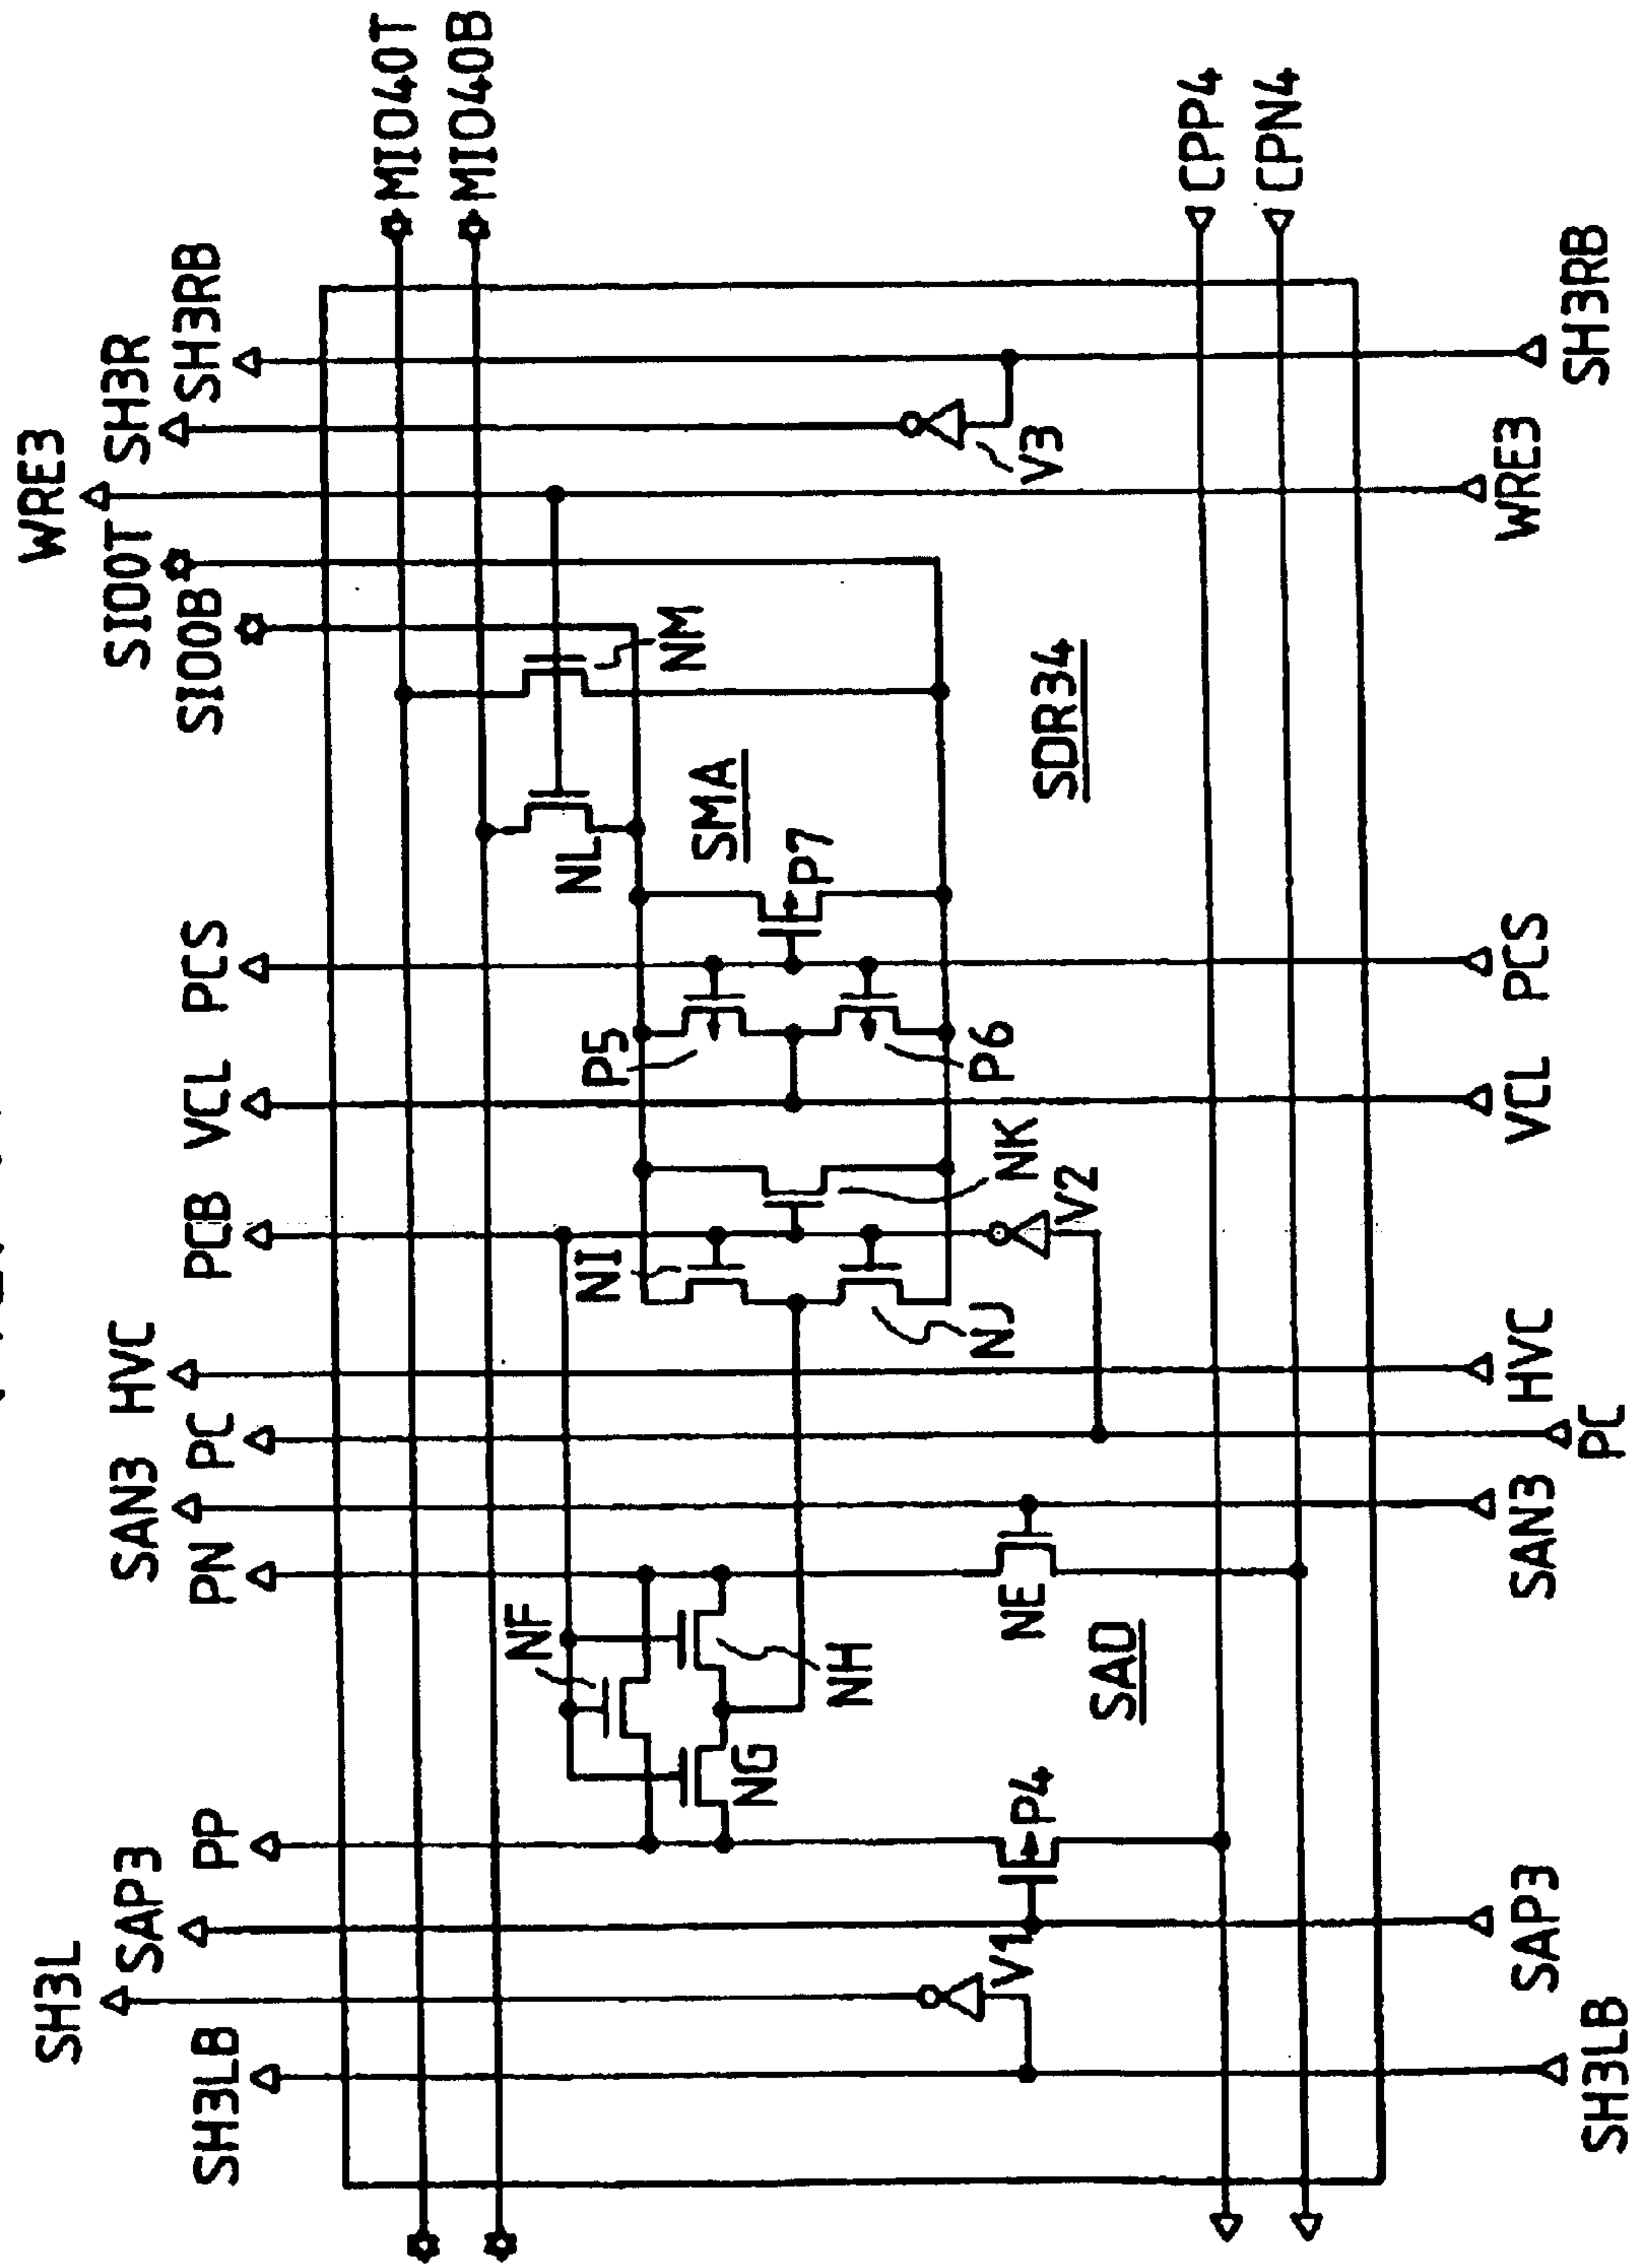 WRE3
SH3L
SAP3
SAN3
HVC
SIO0T
SH3R
SH3LB
PP
PN
PC
PCB
VCL
PCS
SIO0B
SH3RB
MIO40T
MIO40B
NF
NH
NG
NI
P5
NL
NM
SMA
P7
NK
P6
NJ
V2
V1
P4
NE
SAD
SDR34
V3
CPP4
CPN4
SH3LB
SAP3
SAN3
PC
HVC
VCL
PCS
WRE3
SH3RB